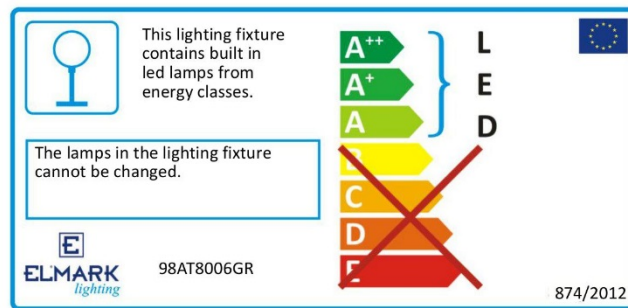 This lighting fixture
contains built in
led lamps from
energy classes.
The lamps in the lighting fixture
cannot be changed.
E
ELMARK
lighting
98AT8006GR
A++
A+
A
B
C
D
E
L
E
D
874/2012